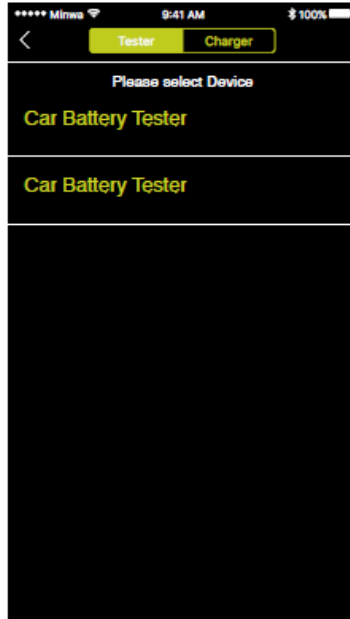 Minwa 9:41 AM 100%
Tester Charger
Please select Device
Car Battery Tester
Car Battery Tester